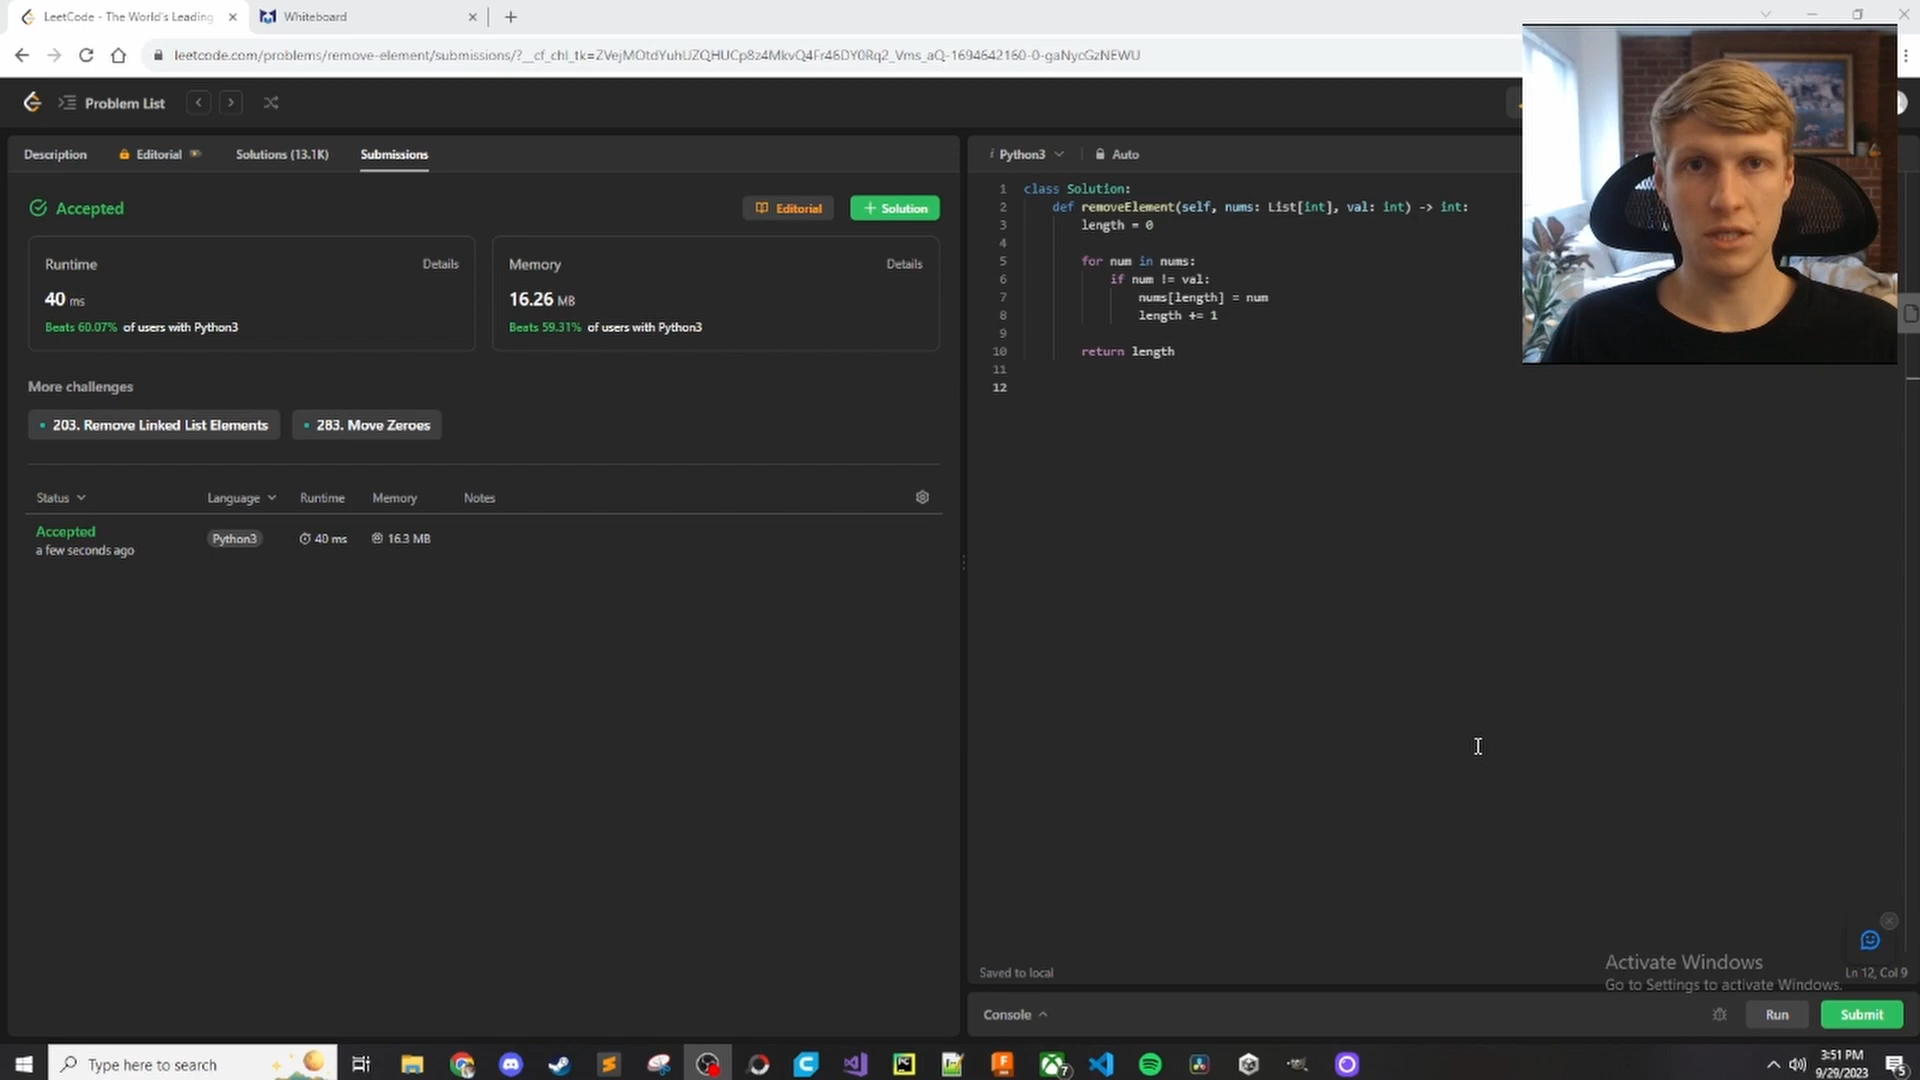 LeetCode - The World's Leading
Whiteboard
leetcode.com/problems/remove-element/submissions/?__cf_chl_tk=ZVejMOtdYuhUZQHUCp8z4MkvQ4Fr46DY0Rq2_Vms_aQ-1694642160-0-gaNycGzNEWU
Problem List
Description
Editorial
Solutions (13.1K)
Submissions
Accepted
Editorial
+ Solution
Runtime
Details
40 ms
Beats 60.07% of users with Python3
Memory
Details
16.26 MB
Beats 59.31% of users with Python3
More challenges
203. Remove Linked List Elements
283. Move Zeroes
Status
Language
Runtime
Memory
Notes
Accepted
a few seconds ago
Python3
40 ms
16.3 MB
i Python3
Auto
1 class Solution:
2 def removeElement(self, nums: List[int], val: int) -> int:
3 length = 0
4
5 for num in nums:
6 if num != val:
7 nums[length] = num
8 length += 1
9
10 return length
11
12
Saved to local
Activate Windows
Go to Settings to activate Windows.
Ln 12, Col 9
Console
Run
Submit
Type here to search
PC
7
3:51 PM
9/29/2023
5